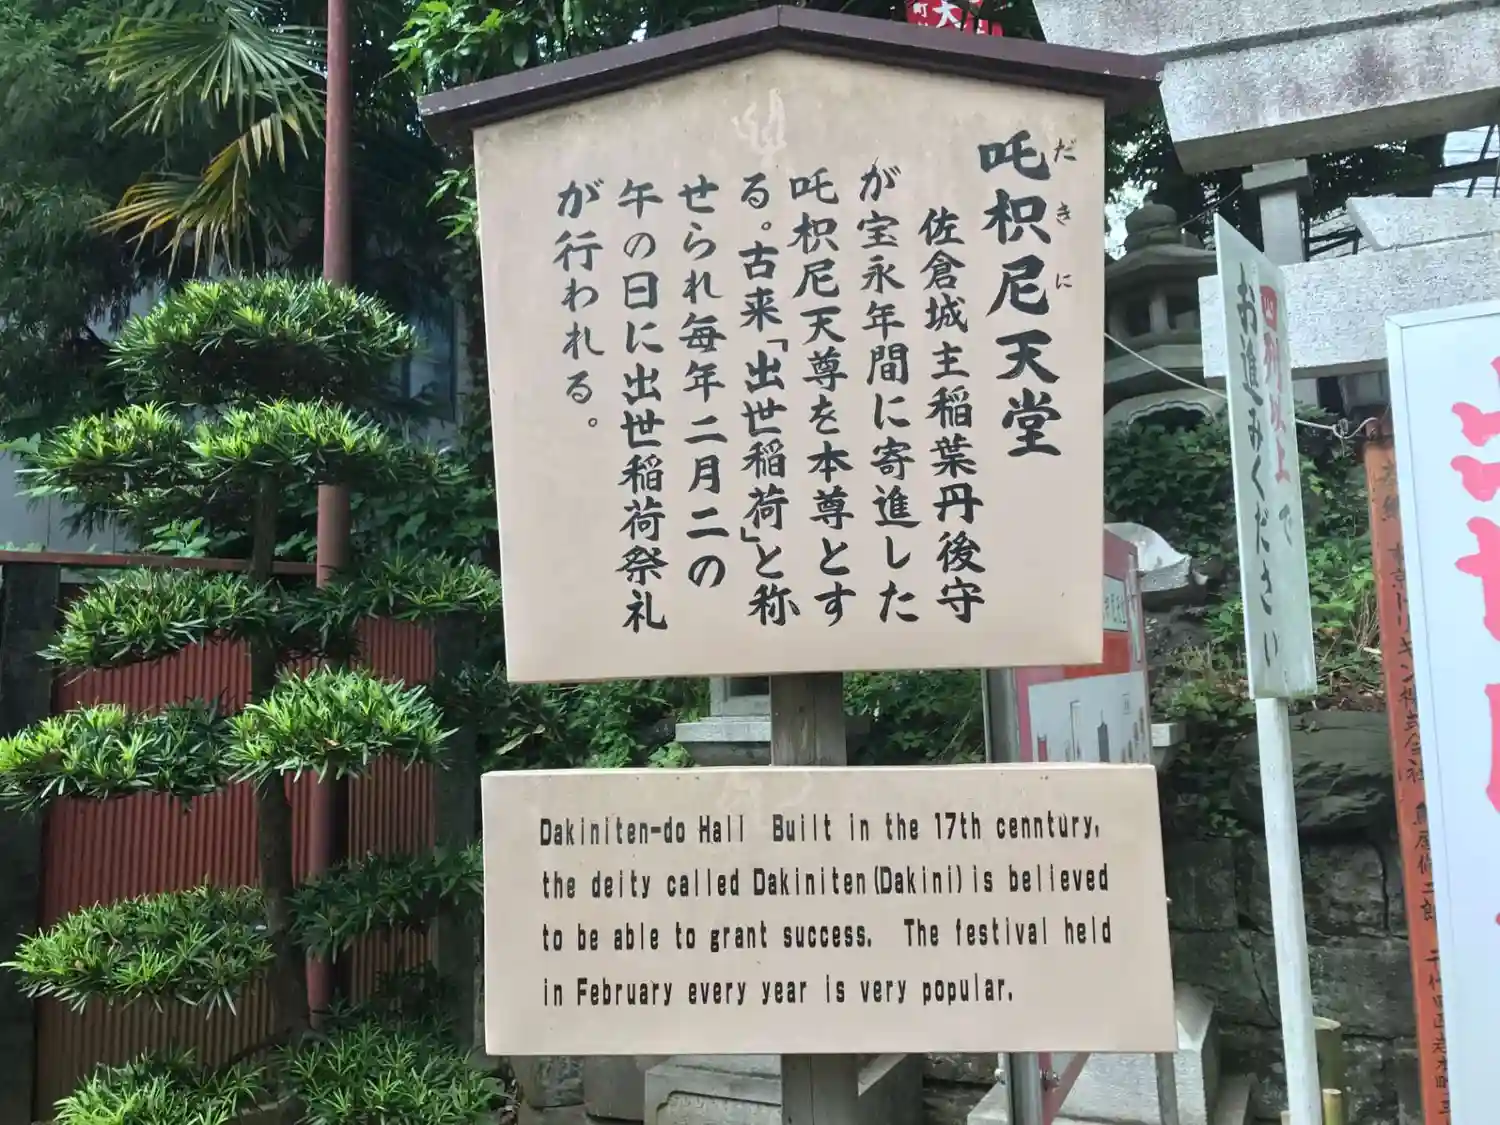 吒枳尼天堂
だきに
佐倉城主稲葉丹後守
が宝永年間に寄進した
吒枳尼天尊を本尊とす
る。古来「出世稲荷」と称
せられ毎年二月二の
午の日に出世稲荷祭礼
が行われる。
Dakiniten-do Hall Built in the 17th cenntury,
the deity called Dakiniten(Dakini)is believed
to be able to grant success. The festival held
in February every year is very popular.
四列以上で
お進みください